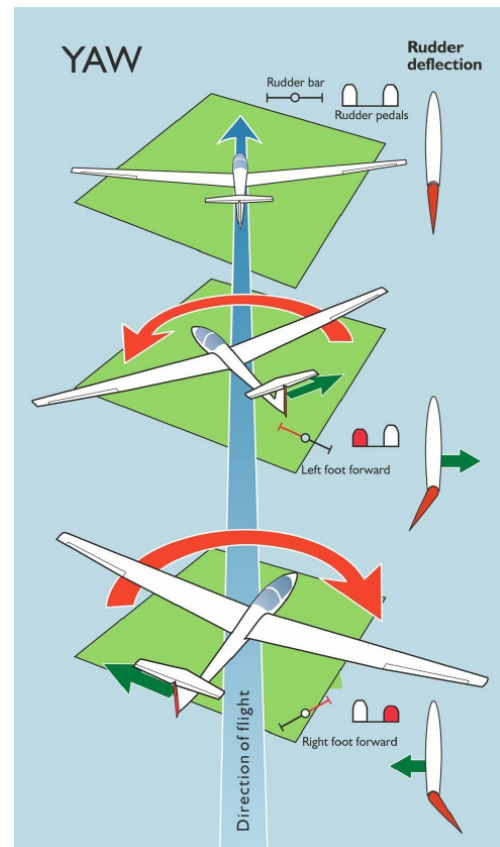 YAW
Rudder
deflection
Rudder bar
Rudder pedals
Left foot forward
Right foot forward
Direction of flight